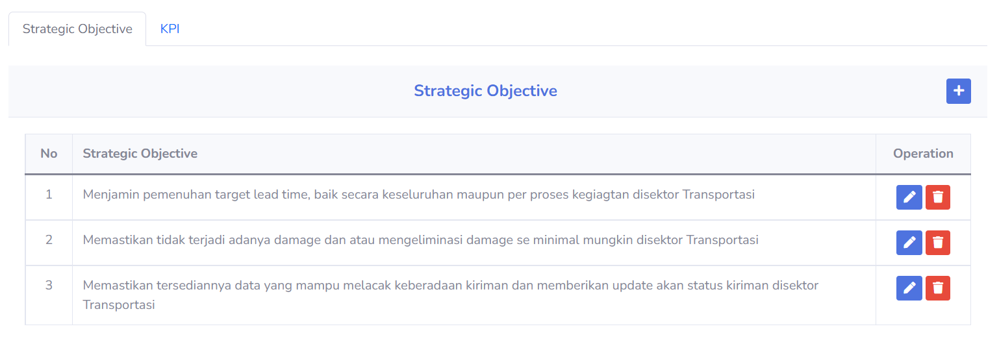 Strategic Objective KPI
Strategic Objective
No Strategic Objective Operation
1 Menjamin pemenuhan target lead time, baik secara keseluruhan maupun per proses kegiagtan disektor Transportasi
2 Memastikan tidak terjadi adanya damage dan atau mengeliminasi damage se minimal mungkin disektor Transportasi
3 Memastikan tersediannya data yang mampu melacak keberadaan kiriman dan memberikan update akan status kiriman disektor
Transportasi